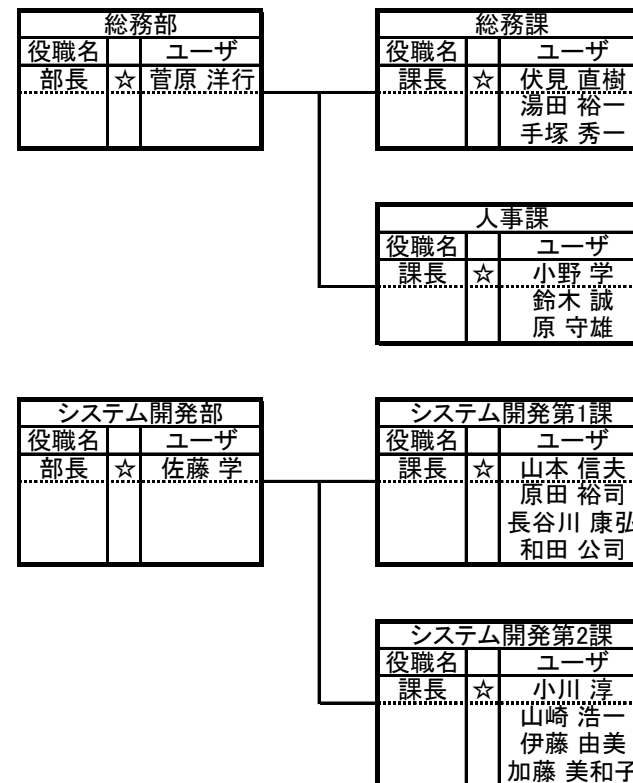 総務部
役職名 ユーザ
部長 ☆ 菅原 洋行
総務課
役職名 ユーザ
課長 ☆ 伏見 直樹
湯田 裕一
手塚 秀一
人事課
役職名 ユーザ
課長 ☆ 小野 学
鈴木 誠
原 守雄
システム開発部
役職名 ユーザ
部長 ☆ 佐藤 学
システム開発第1課
役職名 ユーザ
課長 ☆ 山本 信夫
原田 裕司
長谷川 康弘
和田 公司
システム開発第2課
役職名 ユーザ
課長 ☆ 小川 淳
山崎 浩一
伊藤 由美
加藤 美和子